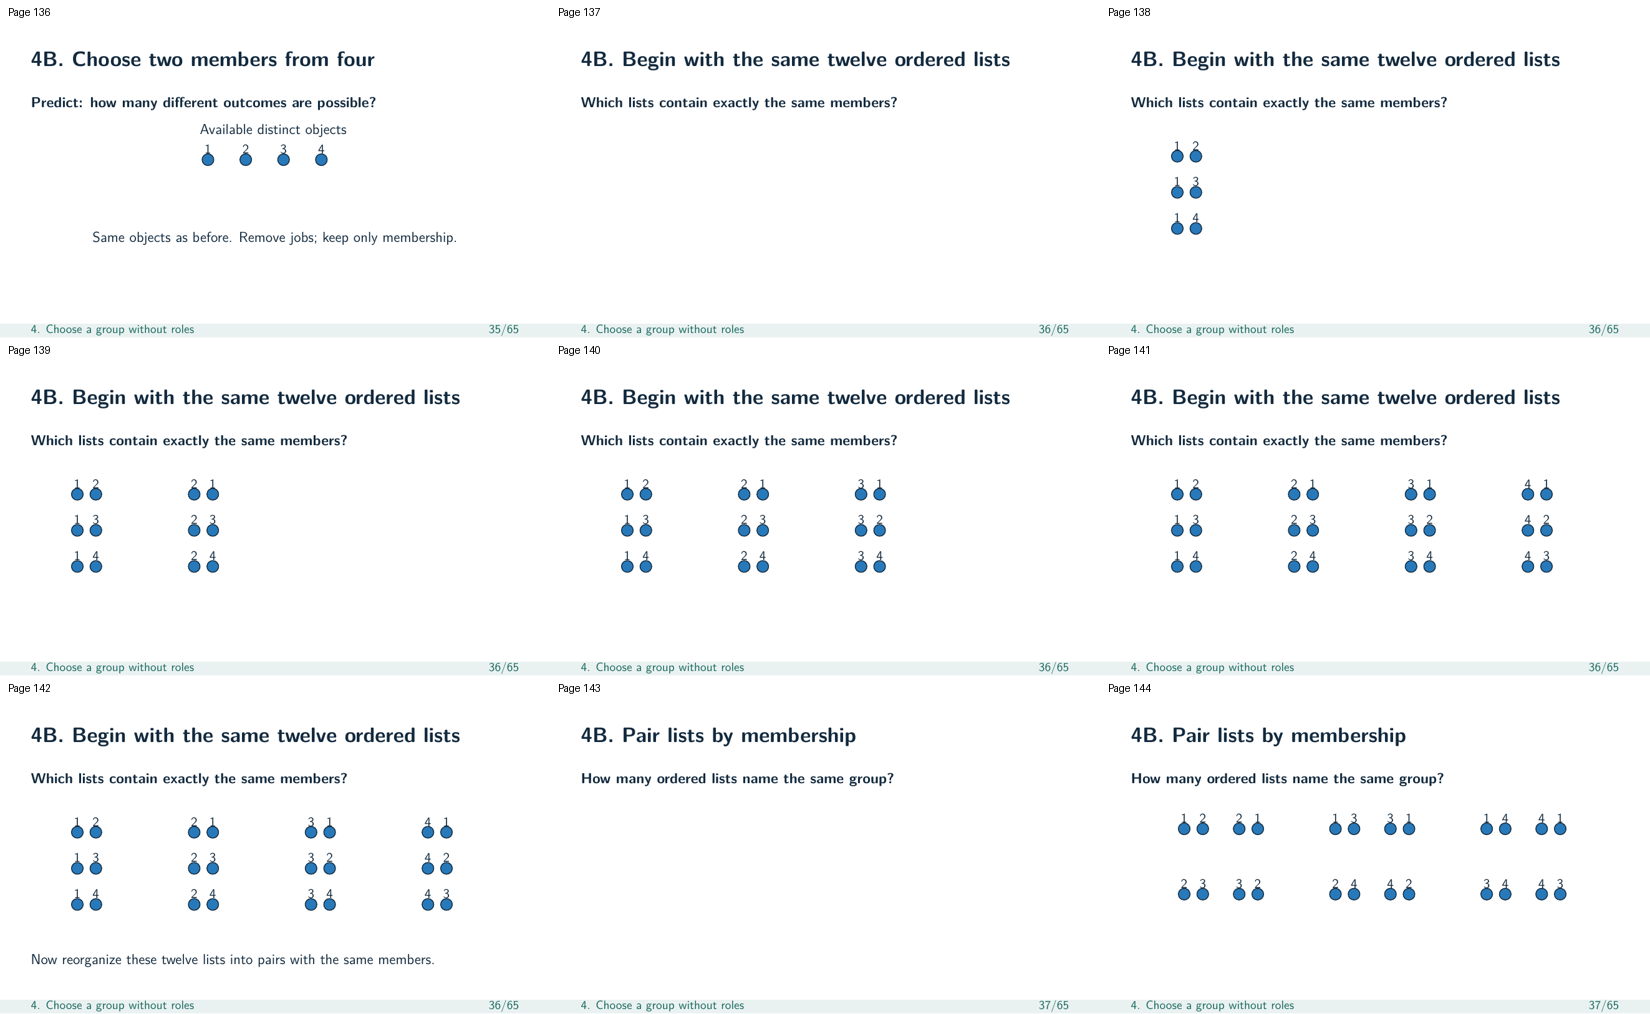 Page 136
4B. Choose two members from four
Predict: how many different outcomes are possible?
Available distinct objects
1 2 3 4
Same objects as before. Remove jobs; keep only membership.
4. Choose a group without roles 35/65
Page 137
4B. Begin with the same twelve ordered lists
Which lists contain exactly the same members?
4. Choose a group without roles 36/65
Page 138
4B. Begin with the same twelve ordered lists
Which lists contain exactly the same members?
1 2
1 3
1 4
4. Choose a group without roles 36/65
Page 139
4B. Begin with the same twelve ordered lists
Which lists contain exactly the same members?
1 2 2 1
1 3 2 3
1 4 2 4
4. Choose a group without roles 36/65
Page 140
4B. Begin with the same twelve ordered lists
Which lists contain exactly the same members?
1 2 2 1 3 1
1 3 2 3 3 2
1 4 2 4 3 4
4. Choose a group without roles 36/65
Page 141
4B. Begin with the same twelve ordered lists
Which lists contain exactly the same members?
1 2 2 1 3 1 4 1
1 3 2 3 3 2 4 2
1 4 2 4 3 4 4 3
4. Choose a group without roles 36/65
Page 142
4B. Begin with the same twelve ordered lists
Which lists contain exactly the same members?
1 2 2 1 3 1 4 1
1 3 2 3 3 2 4 2
1 4 2 4 3 4 4 3
Now reorganize these twelve lists into pairs with the same members.
4. Choose a group without roles 36/65
Page 143
4B. Pair lists by membership
How many ordered lists name the same group?
4. Choose a group without roles 37/65
Page 144
4B. Pair lists by membership
How many ordered lists name the same group?
1 2 2 1 1 3 3 1 1 4 4 1
2 3 3 2 2 4 4 2 3 4 4 3
4. Choose a group without roles 37/65